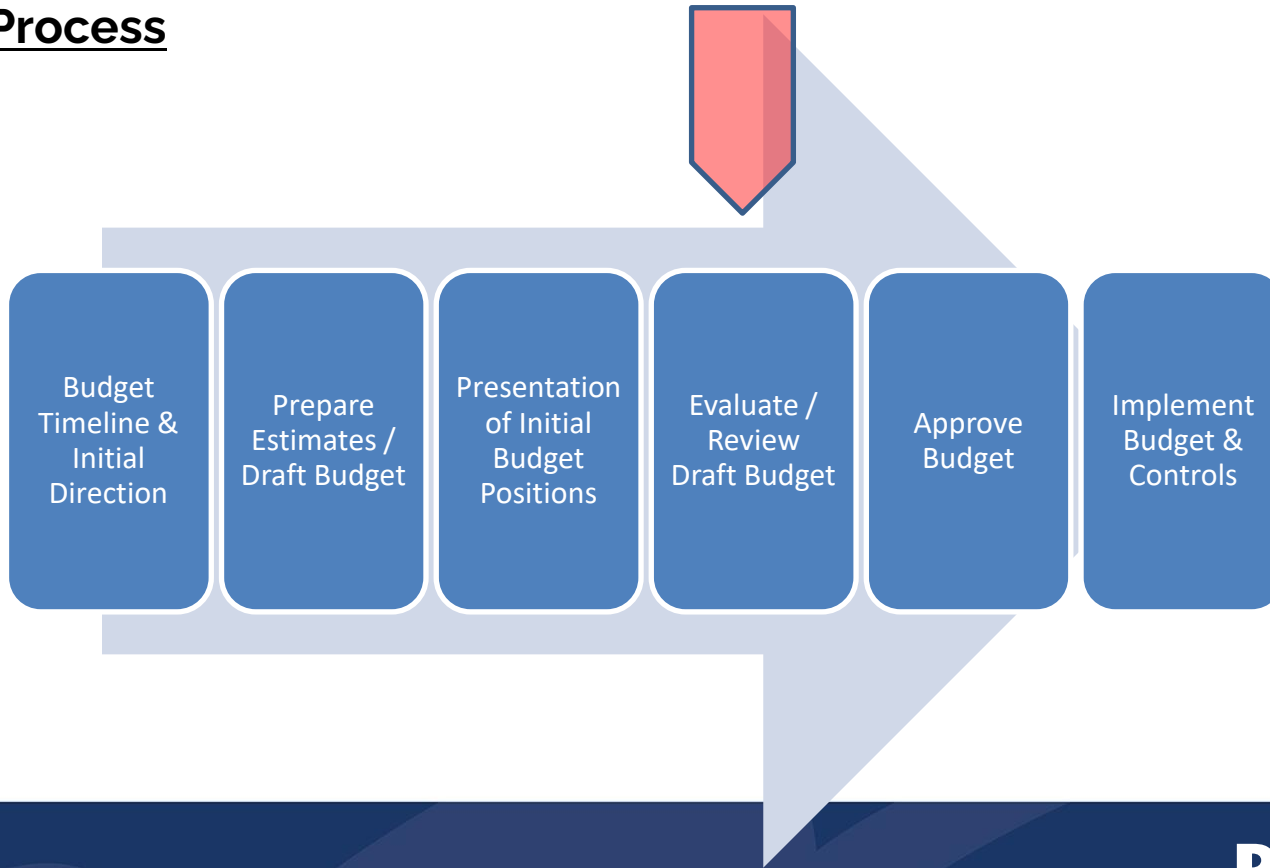 Process
Budget
Timeline &
Initial
Direction
Prepare
Estimates /
Draft Budget
Presentation
of Initial
Budget
Positions
Evaluate /
Review
Draft Budget
Approve
Budget
Implement
Budget &
Controls